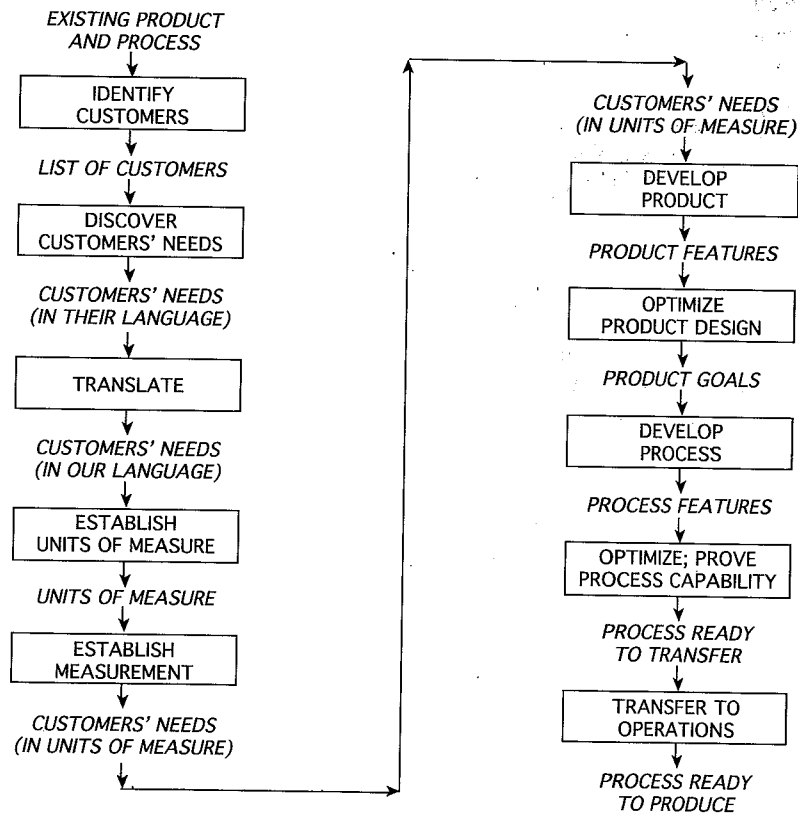 EXISTING PRODUCT
AND PROCESS
IDENTIFY
CUSTOMERS
LIST OF CUSTOMERS
DISCOVER
CUSTOMERS' NEEDS
CUSTOMERS' NEEDS
(IN THEIR LANGUAGE)
TRANSLATE
CUSTOMERS' NEEDS
(IN OUR LANGUAGE)
ESTABLISH
UNITS OF MEASURE
UNITS OF MEASURE
ESTABLISH
MEASUREMENT
CUSTOMERS' NEEDS
(IN UNITS OF MEASURE)
CUSTOMERS' NEEDS
(IN UNITS OF MEASURE)
DEVELOP
PRODUCT
PRODUCT FEATURES
OPTIMIZE
PRODUCT DESIGN
PRODUCT GOALS
DEVELOP
PROCESS
PROCESS FEATURES
OPTIMIZE; PROVE
PROCESS CAPABILITY
PROCESS READY
TO TRANSFER
TRANSFER TO
OPERATIONS
PROCESS READY
TO PRODUCE